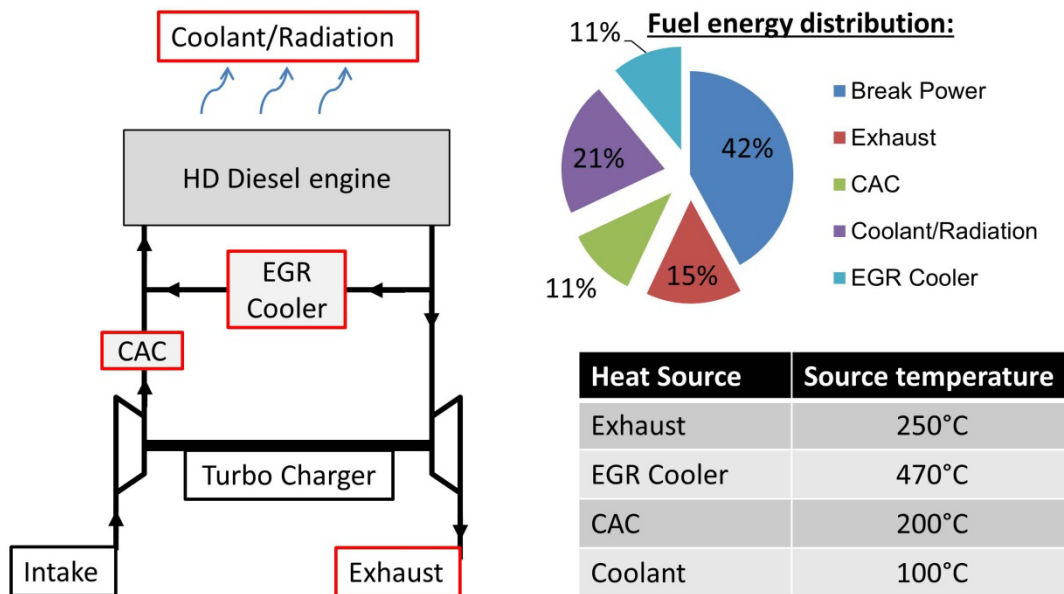 Coolant/Radiation
HD Diesel engine
EGR
Cooler
CAC
Turbo Charger
Intake
Exhaust
Fuel energy distribution:
11%
42%
21%
15%
11%
Break Power
Exhaust
CAC
Coolant/Radiation
EGR Cooler
Heat Source Source temperature
Exhaust 250°C
EGR Cooler 470°C
CAC 200°C
Coolant 100°C